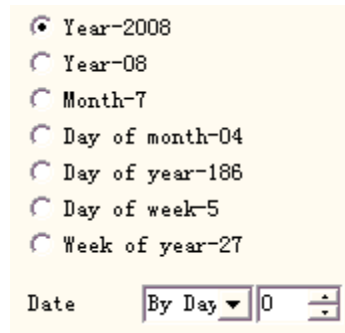 Year-2008
Year-08
Month-7
Day of month-04
Day of year-186
Day of week-5
Week of year-27
Date By Day 0